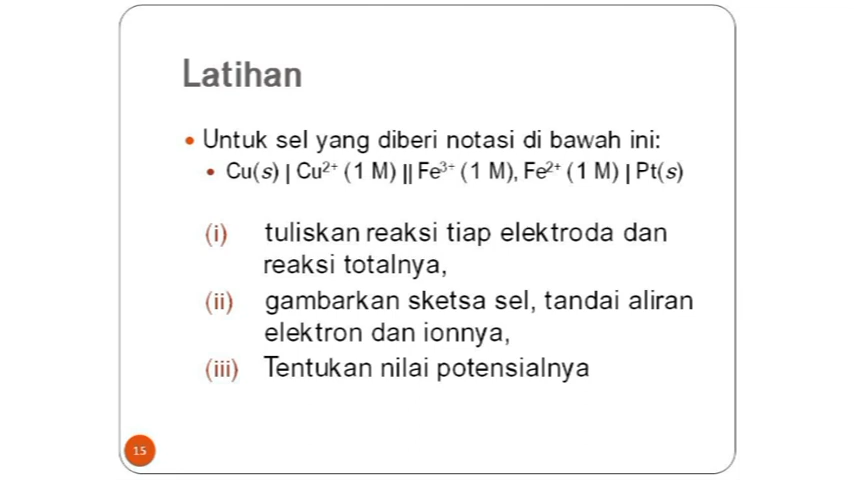 Latihan
• Untuk sel yang diberi notasi di bawah ini:
• Cu(s) | Cu²⁺ (1 M) || Fe³⁺ (1 M), Fe²⁺ (1 M) | Pt(s)
(i) tuliskan reaksi tiap elektroda dan
reaksi totalnya,
(ii) gambarkan sketsa sel, tandai aliran
elektron dan ionnya,
(iii) Tentukan nilai potensialnya
15